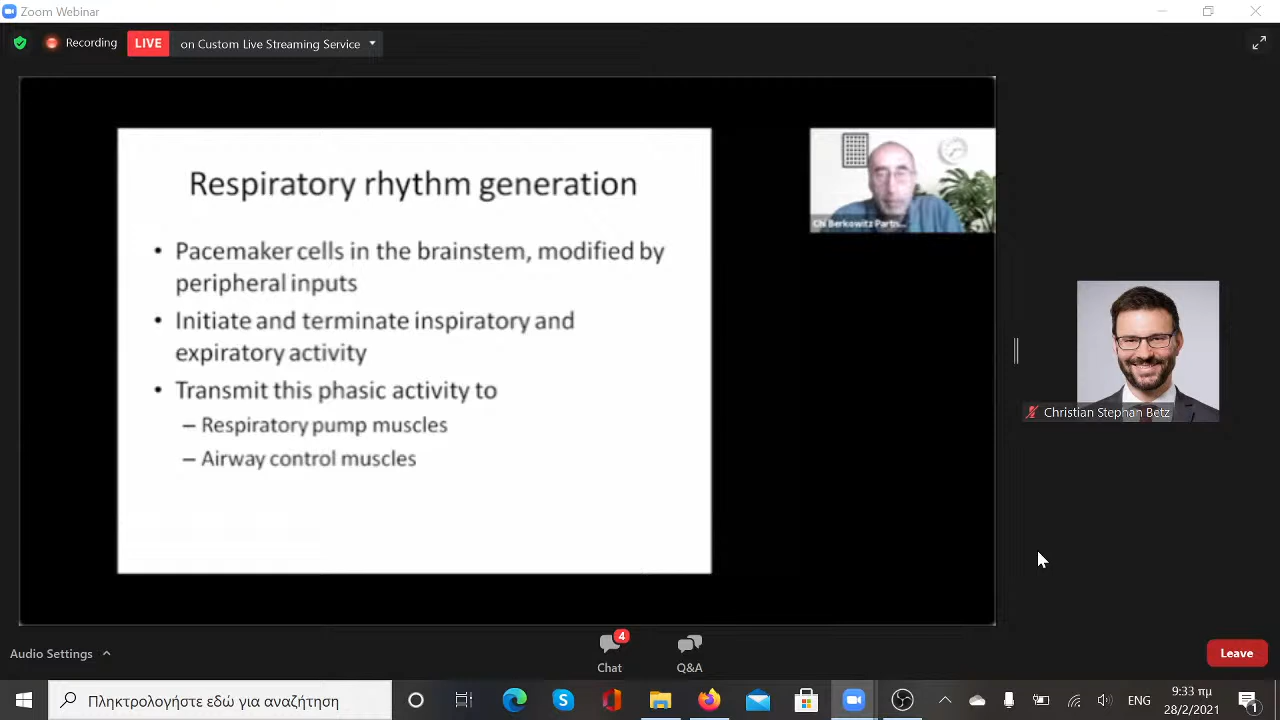 Zoom Webinar
Recording
LIVE
on Custom Live Streaming Service
Respiratory rhythm generation
• Pacemaker cells in the brainstem, modified by
peripheral inputs
• Initiate and terminate inspiratory and
expiratory activity
• Transmit this phasic activity to
– Respiratory pump muscles
– Airway control muscles
Berkowitz
Christian Stephan Betz
Audio Settings
4
Chat
Q&A
Leave
Πληκτρολογήστε εδώ για αναζήτηση
ENG
9:33 πμ
28/2/2021
1